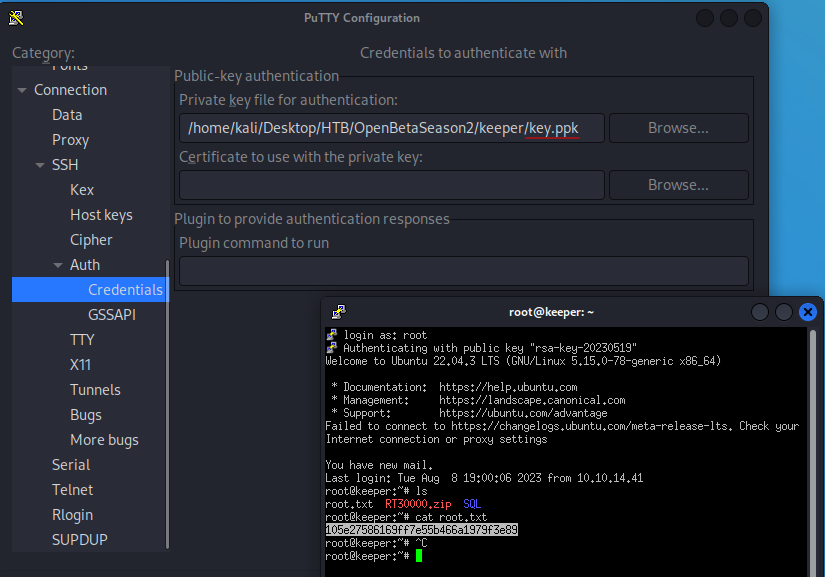 PuTTY Configuration
Category:
Fonts
Connection
Data
Proxy
SSH
Kex
Host keys
Cipher
Auth
Credentials
GSSAPI
TTY
X11
Tunnels
Bugs
More bugs
Serial
Telnet
Rlogin
SUPDUP
Credentials to authenticate with
Public-key authentication
Private key file for authentication:
/home/kali/Desktop/HTB/OpenBetaSeason2/keeper/key.ppk
Browse...
Certificate to use with the private key:
Browse...
Plugin to provide authentication responses
Plugin command to run
root@keeper: ~
login as: root
Authenticating with public key "rsa-key-20230519"
Welcome to Ubuntu 22.04.3 LTS (GNU/Linux 5.15.0-78-generic x86_64)
* Documentation:  https://help.ubuntu.com
* Management:     https://landscape.canonical.com
* Support:        https://ubuntu.com/advantage
Failed to connect to https://changelogs.ubuntu.com/meta-release-lts. Check your
Internet connection or proxy settings
You have new mail.
Last login: Tue Aug  8 19:00:06 2023 from 10.10.14.41
root@keeper:~# ls
root.txt  RT30000.zip  SQL
root@keeper:~# cat root.txt
105e27586169ff7e55b466a1979f3e89
root@keeper:~# ^C
root@keeper:~#